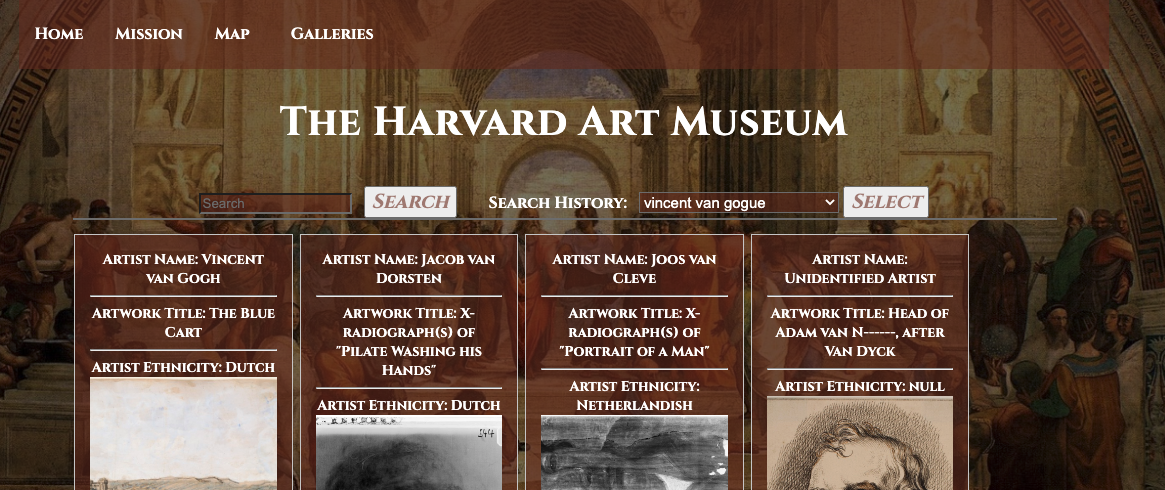 Home Mission Map Galleries
The Harvard Art Museum
Search Search Search History: vincent van gogue Select
Artist Name: Vincent
van Gogh
Artwork Title: The Blue
Cart
Artist Ethnicity: Dutch
Artist Name: Jacob van
Dorsten
Artwork Title: X-
radiograph(s) of
"Pilate Washing his
Hands"
Artist Ethnicity: Dutch
144
Artist Name: Joos van
Cleve
Artwork Title: X-
radiograph(s) of
"Portrait of a Man"
Artist Ethnicity:
Netherlandish
Artist Name:
Unidentified Artist
Artwork Title: Head of
Adam van N------, after
Van Dyck
Artist Ethnicity: null